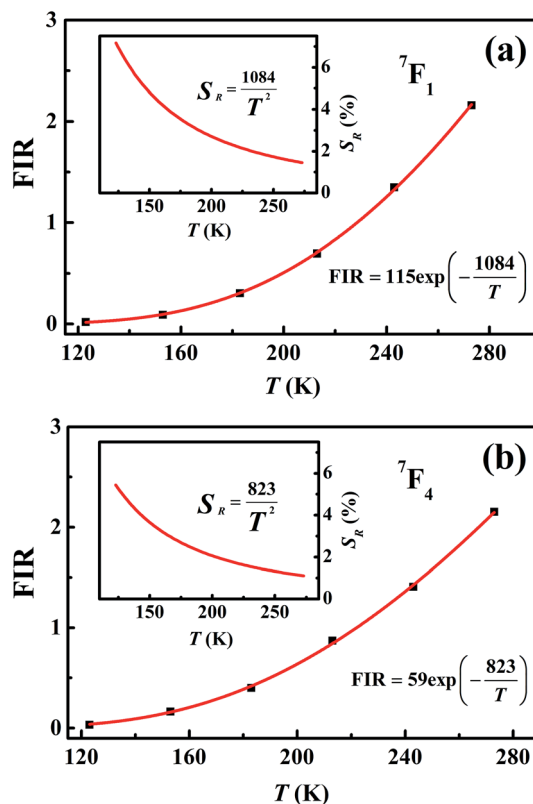 (a)
3
2
1
0
FIR
120
160
200
240
280
T (K)
⁷F₁
FIR = 115exp(−1084/T)
S_R = 1084/T²
6
4
2
0
S_R (%)
150
200
250
T (K)
(b)
3
2
1
0
FIR
120
160
200
240
280
T (K)
⁷F₄
FIR = 59exp(−823/T)
S_R = 823/T²
6
4
2
0
S_R (%)
150
200
250
T (K)